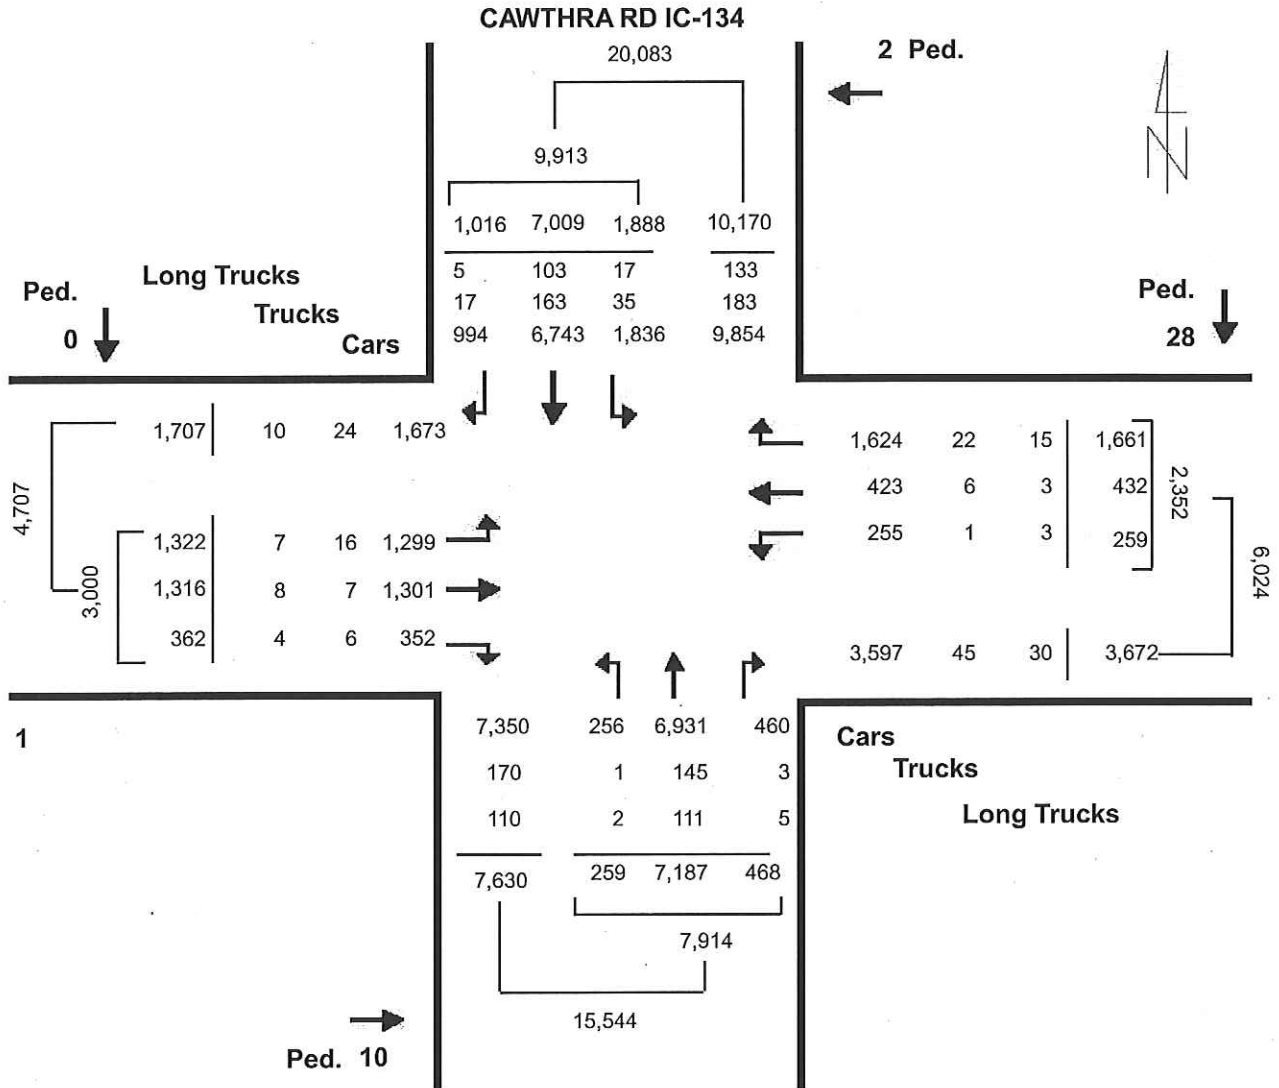 CAWTHRA RD IC-134
20,083
2 Ped.
9,913
1,016 7,009 1,888 10,170
5 103 17 133
17 163 35 183
994 6,743 1,836 9,854
Long Trucks
Trucks
Cars
Ped.
0
Ped.
28
N
1,707 10 24 1,673
4,707
1,322 7 16 1,299
1,316 8 7 1,301
362 4 6 352
3,000
1,624 22 15 1,661
423 6 3 432
255 1 3 259
2,352
6,024
3,597 45 30 3,672
1
7,350 256 6,931 460
170 1 145 3
110 2 111 5
7,630 259 7,187 468
7,914
15,544
Cars
Trucks
Long Trucks
Ped. 10